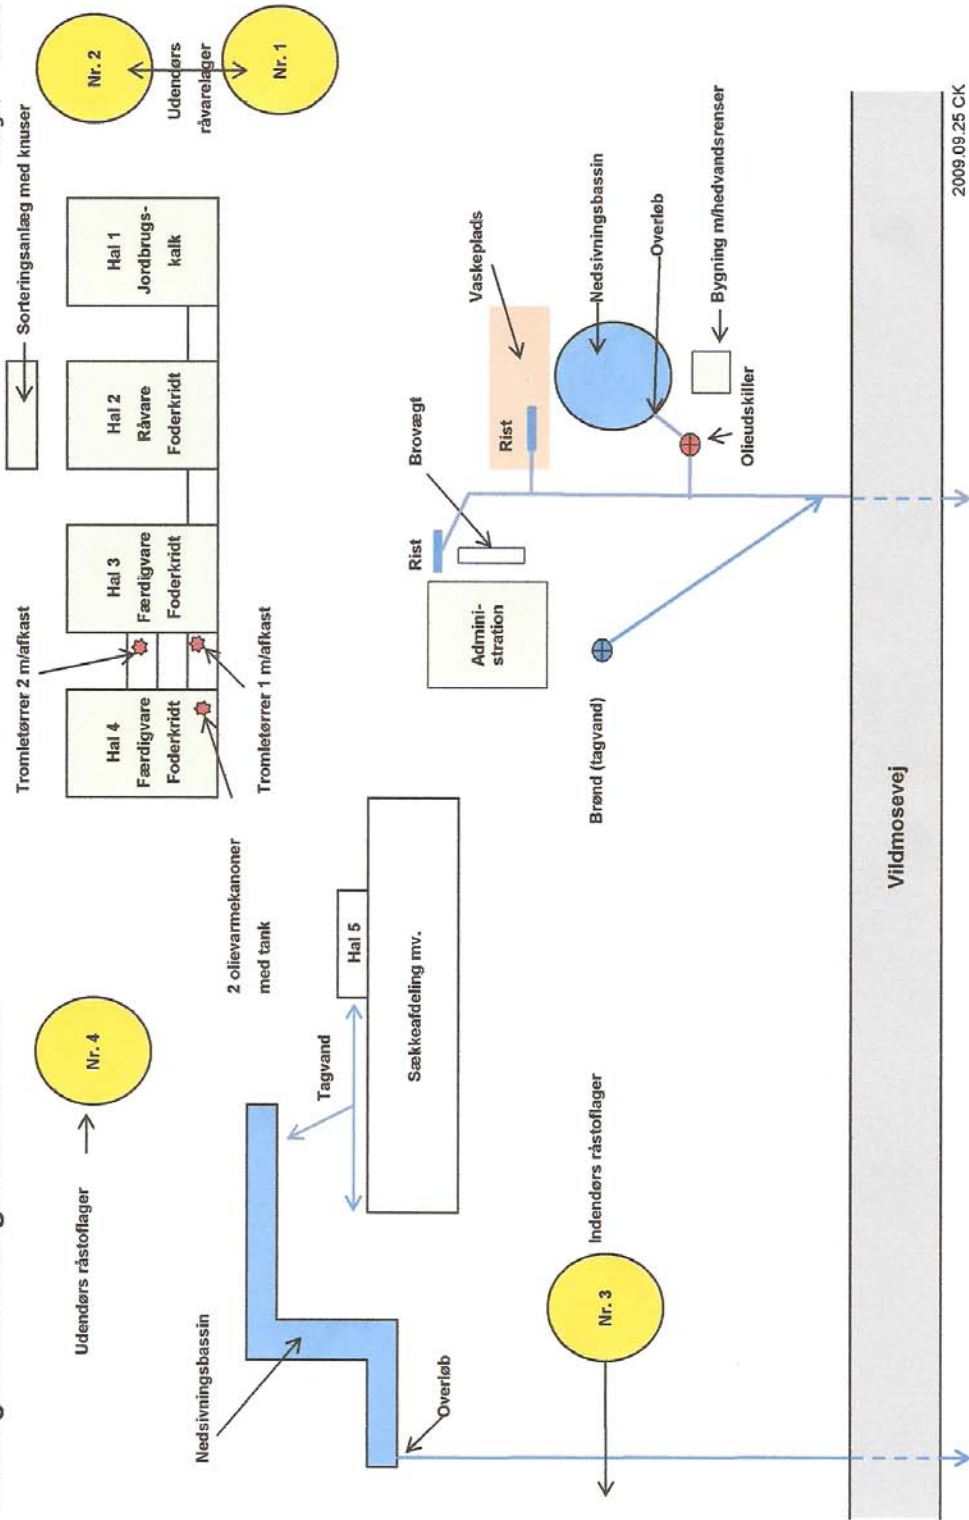 Tromletørrer 2 m/afkast
Sorteringsanlæg med knuser
Hal 4
Færdigvare
Foderkridt
Hal 3
Færdigvare
Foderkridt
Hal 2
Råvare
Foderkridt
Hal 1
Jordbrugs-
kalk
Nr. 2
Udendørs
råvarelager
Nr. 1
Nr. 4
Udendørs råstoflager
2 olievarmekanoner
med tank
Tromletørrer 1 m/afkast
Nedsivningsbassin
Tagvand
Hal 5
Sækkeafdeling mv.
Overløb
Rist
Brovægt
Admini-
stration
Vaskeplads
Rist
Nedsivningsbassin
Overløb
Olieudskiller
Bygning m/hedvandsrenser
Brønd (tagvand)
Nr. 3
Indendørs råstoflager
Vildmosevej
2009.09.25 CK